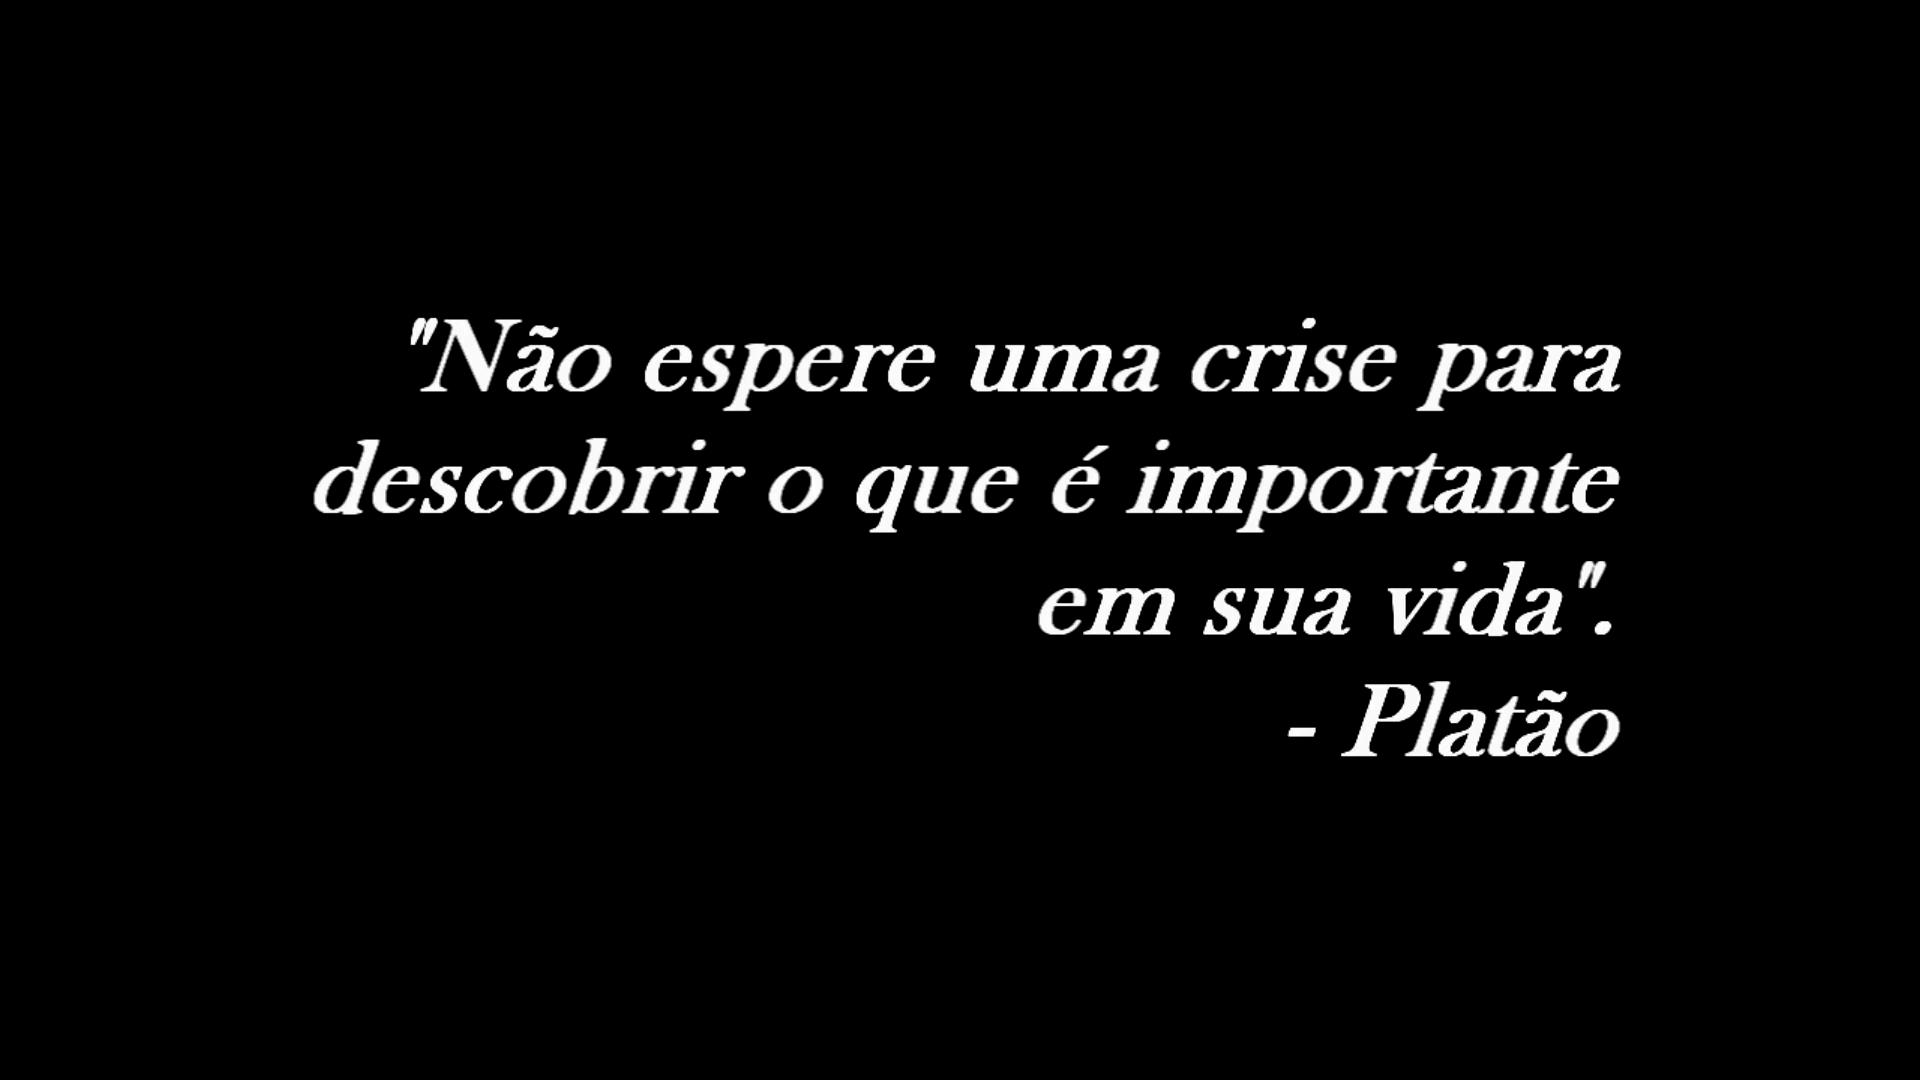 "Não espere uma crise para
descobrir o que é importante
em sua vida".
- Platão